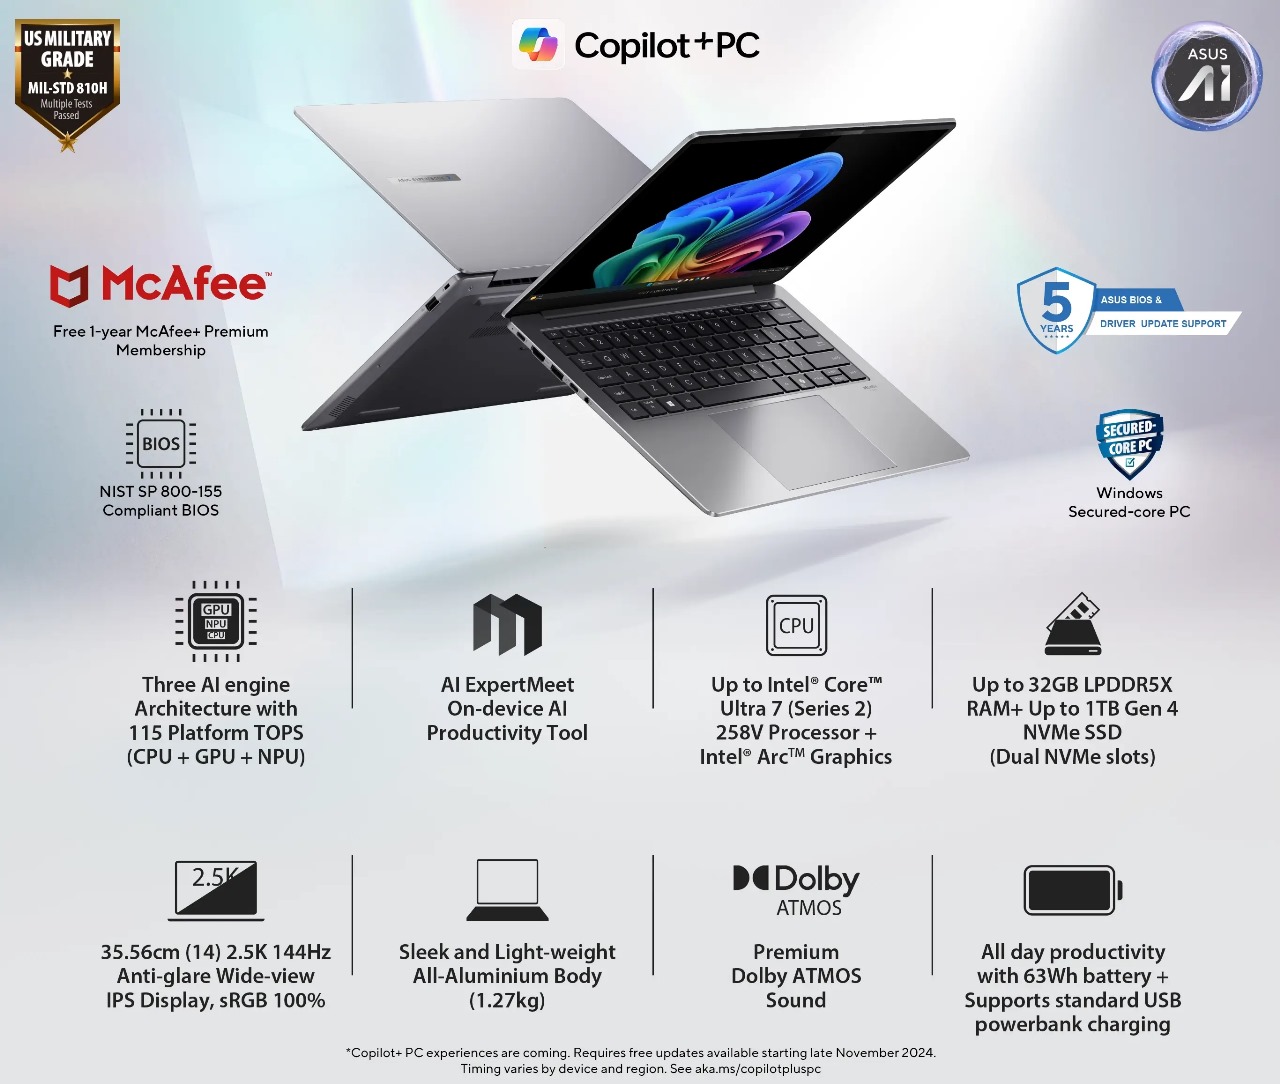 US MILITARY
GRADE
MIL-STD 810H
Multiple Tests
Passed
Copilot+PC
ASUS
AI
McAfee™
Free 1-year McAfee+ Premium
Membership
5
YEARS
ASUS BIOS &
DRIVER UPDATE SUPPORT
BIOS
NIST SP 800-155
Compliant BIOS
SECURED-
CORE PC
Windows
Secured-core PC
GPU
NPU
CPU
Three AI engine
Architecture with
115 Platform TOPS
(CPU + GPU + NPU)
AI ExpertMeet
On-device AI
Productivity Tool
CPU
Up to Intel® Core™
Ultra 7 (Series 2)
258V Processor +
Intel® Arc™ Graphics
Up to 32GB LPDDR5X
RAM+ Up to 1TB Gen 4
NVMe SSD
(Dual NVMe slots)
2.5K
35.56cm (14) 2.5K 144Hz
Anti-glare Wide-view
IPS Display, sRGB 100%
Sleek and Light-weight
All-Aluminium Body
(1.27kg)
Dolby
ATMOS
Premium
Dolby ATMOS
Sound
All day productivity
with 63Wh battery +
Supports standard USB
powerbank charging
*Copilot+ PC experiences are coming. Requires free updates available starting late November 2024.
Timing varies by device and region. See aka.ms/copilotpluspc